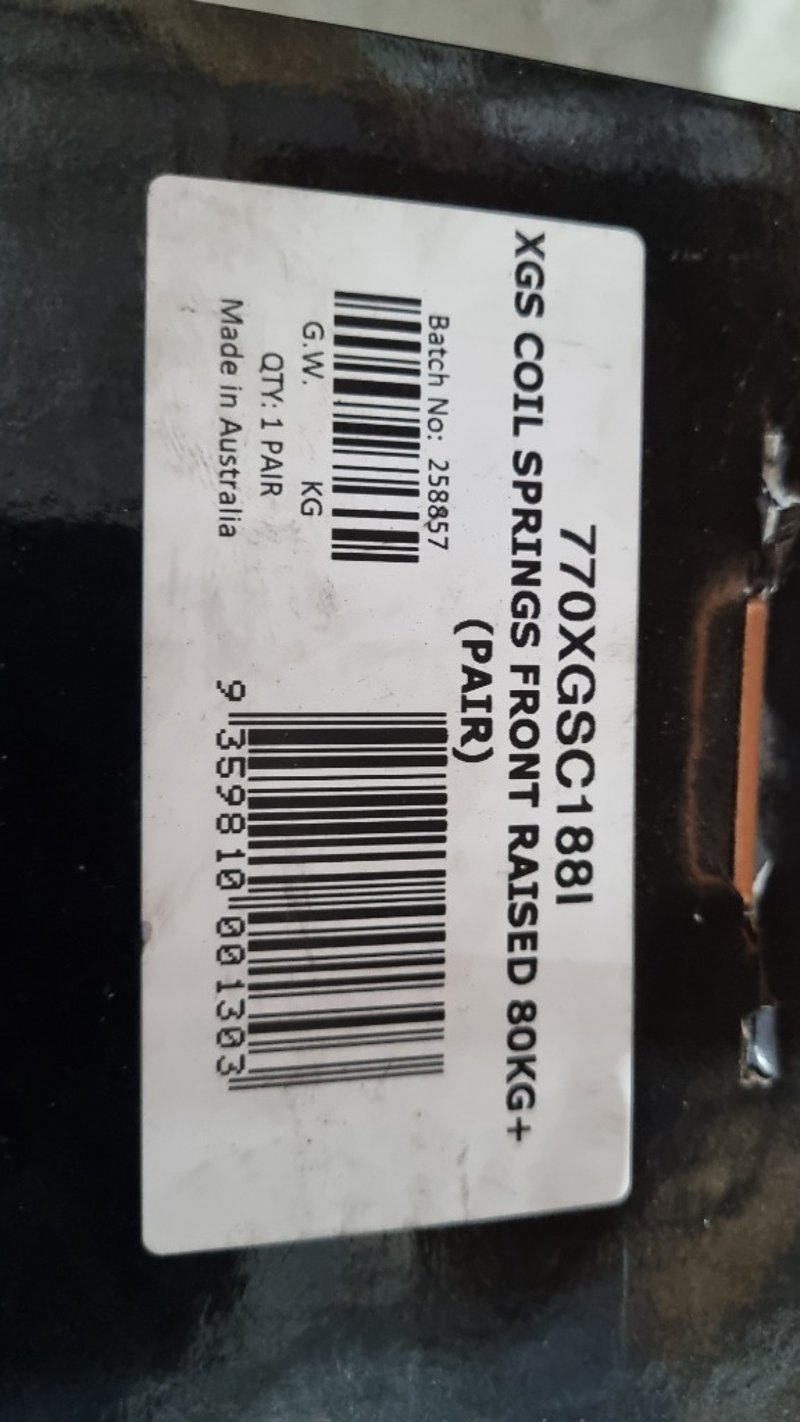 770XGSC188I
XGS COIL SPRINGS FRONT RAISED 80KG+
(PAIR)
Batch No: 258857
G.W. KG
QTY: 1 PAIR
Made in Australia
9 359810 001303